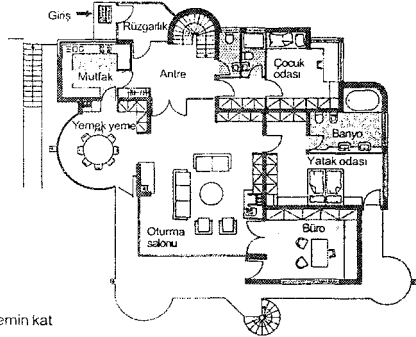 Giriş
Rüzgarlık
Mutfak
Antre
Çocuk
odası
Yemek yeme
Banyo
Yatak odası
Oturma
salonu
Büro
emin kat